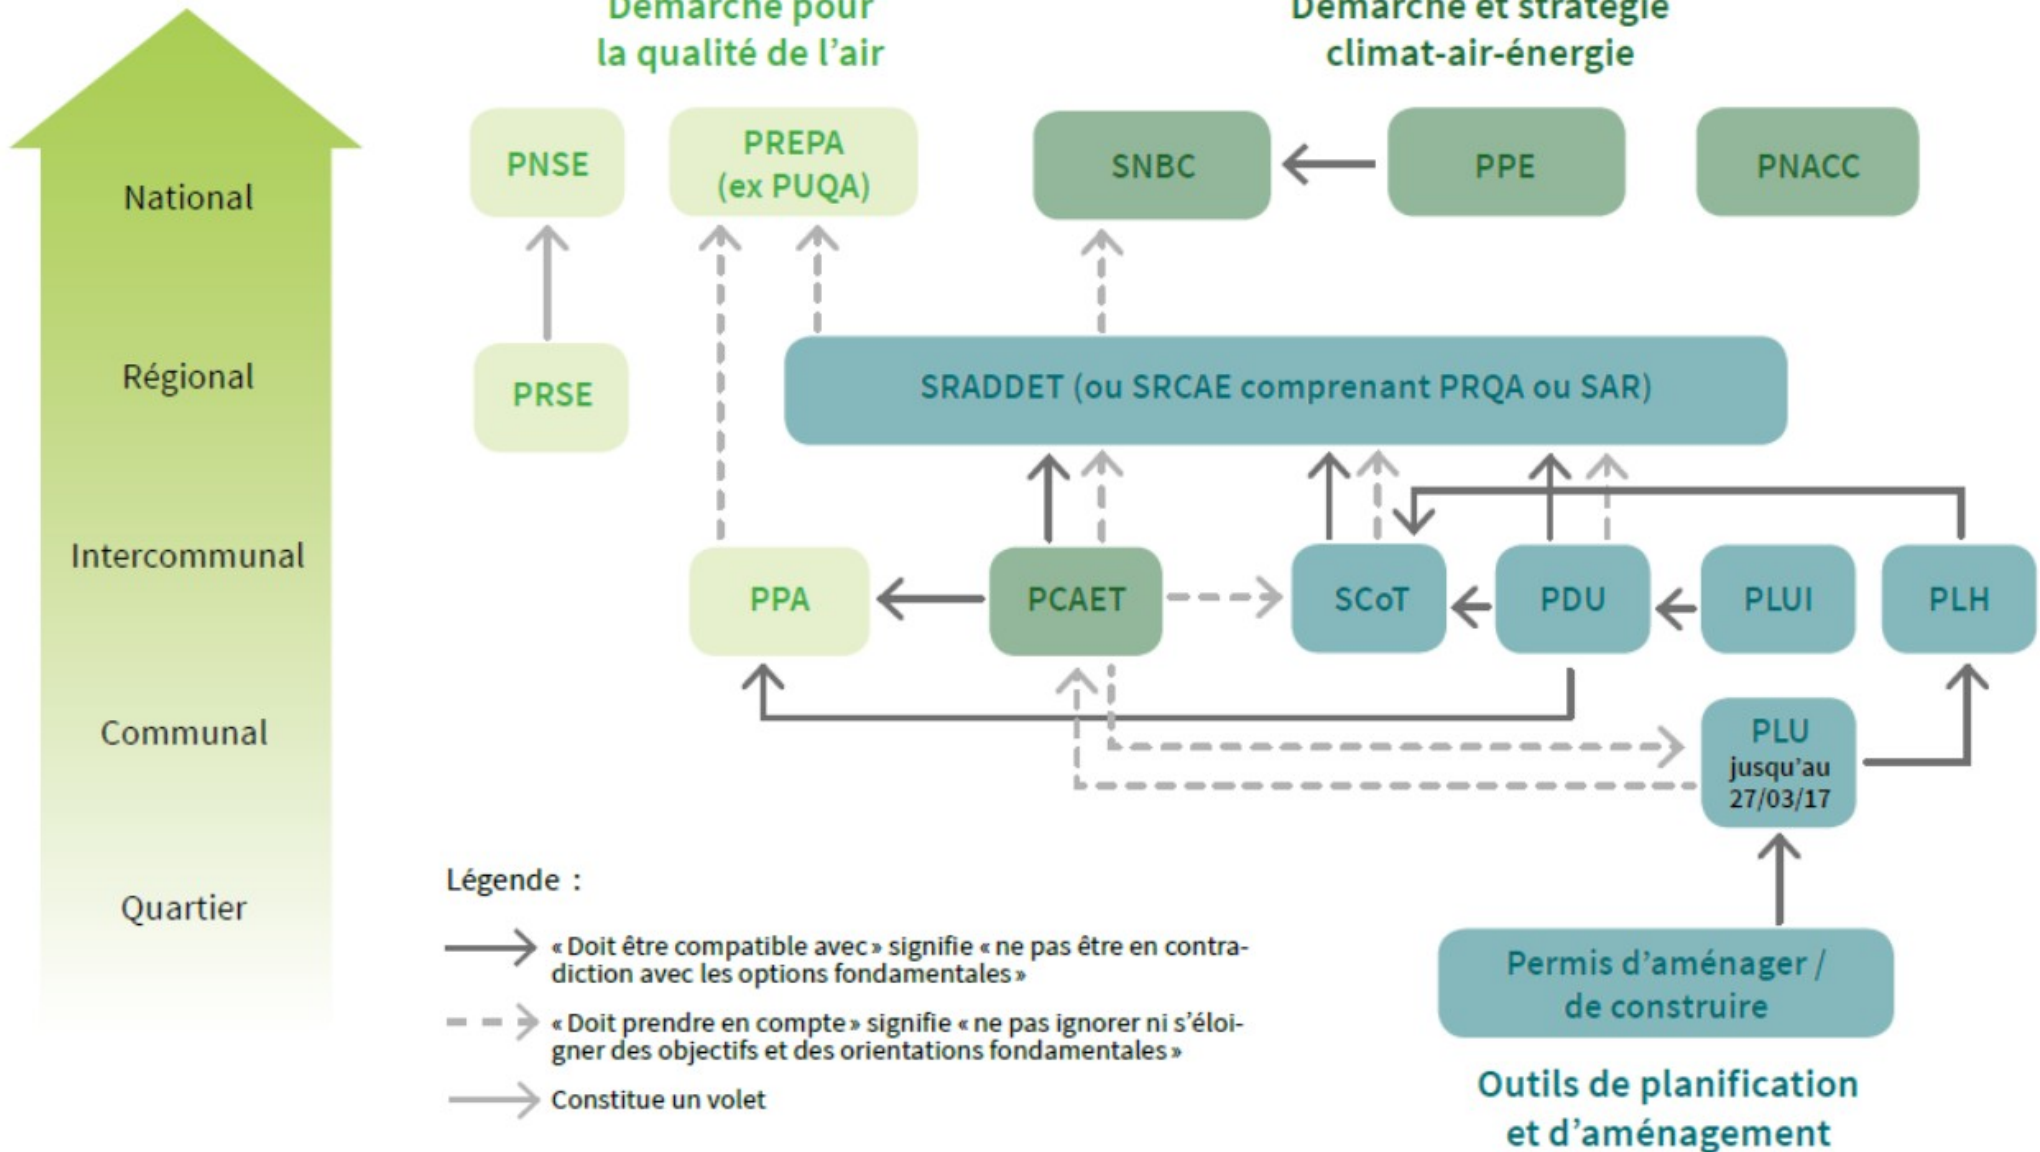 Démarche pour
la qualité de l’air
Démarche et stratégie
climat-air-énergie
National
PNSE
PREPA
(ex PUQA)
SNBC
PPE
PNACC
Régional
PRSE
SRADDET (ou SRCAE comprenant PRQA ou SAR)
Intercommunal
PPA
PCAET
SCoT
PDU
PLUI
PLH
Communal
PLU
jusqu’au
27/03/17
Quartier
Légende :
« Doit être compatible avec » signifie « ne pas être en contra-
diction avec les options fondamentales »
« Doit prendre en compte » signifie « ne pas ignorer ni s’éloi-
gner des objectifs et des orientations fondamentales »
Constitue un volet
Permis d’aménager /
de construire
Outils de planification
et d’aménagement